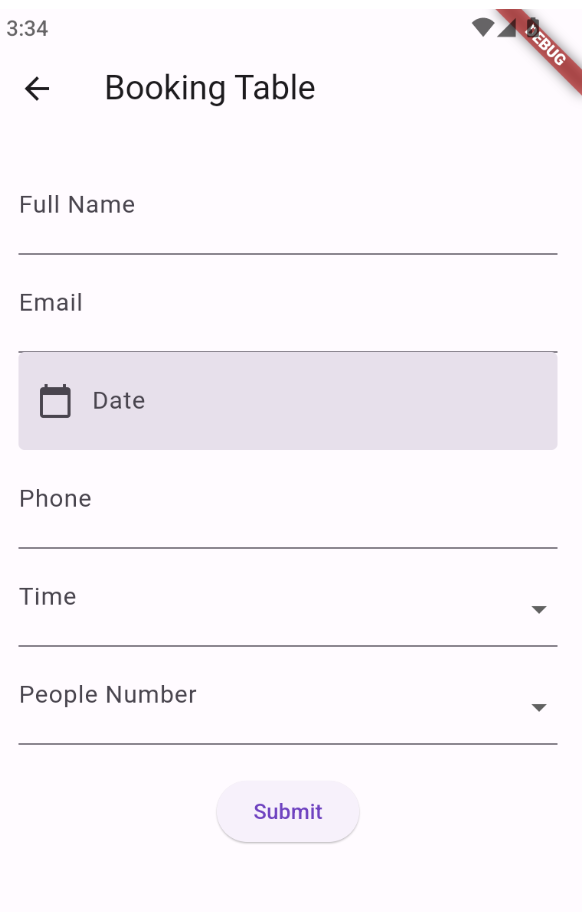 3:34
DEBUG
Booking Table
Full Name
Email
Date
Phone
Time
People Number
Submit